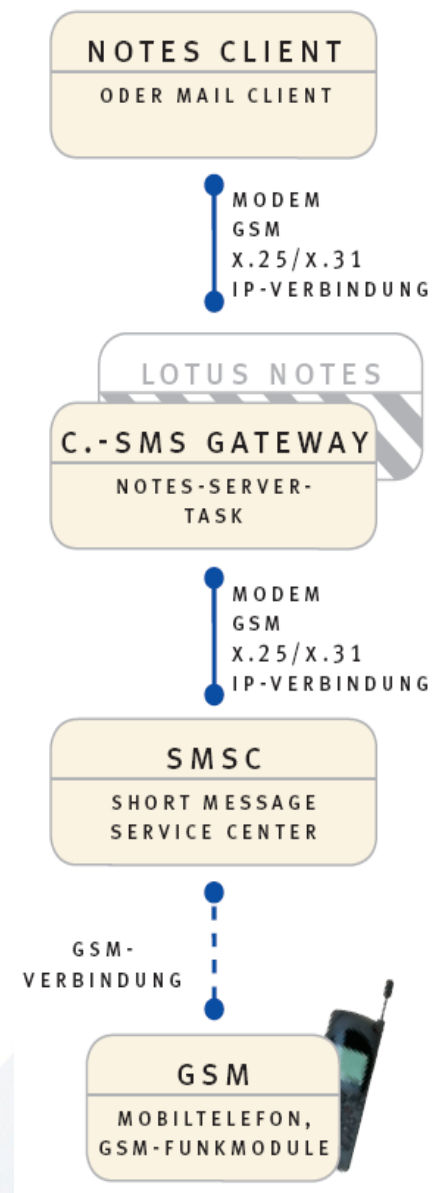 NOTES CLIENT
ODER MAIL CLIENT
MODEM
GSM
X.25/X.31
IP-VERBINDUNG
LOTUS NOTES
C.-SMS GATEWAY
NOTES-SERVER-
TASK
MODEM
GSM
X.25/X.31
IP-VERBINDUNG
SMSC
SHORT MESSAGE
SERVICE CENTER
GSM-
VERBINDUNG
GSM
MOBILTELEFON,
GSM-FUNKMODULE